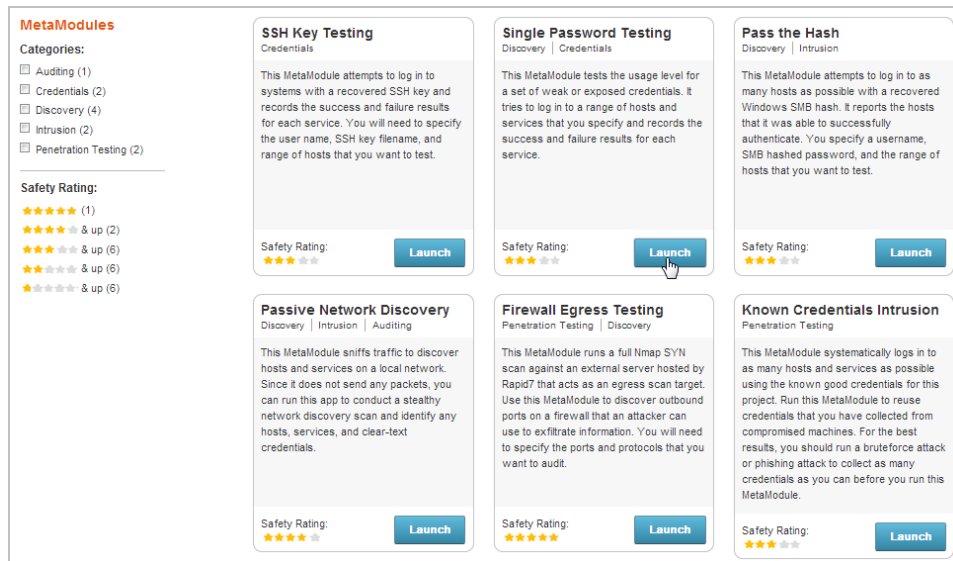 MetaModules
Categories:
Auditing (1)
Credentials (2)
Discovery (4)
Intrusion (2)
Penetration Testing (2)
Safety Rating:
(1)
& up (2)
& up (6)
& up (6)
& up (6)
SSH Key Testing
Credentials
This MetaModule attempts to log in to
systems with a recovered SSH key and
records the success and failure results
for each service. You will need to specify
the user name, SSH key filename, and
range of hosts that you want to test.
Safety Rating:
Launch
Single Password Testing
Discovery | Credentials
This MetaModule tests the usage level for
a set of weak or exposed credentials. It
tries to log in to a range of hosts and
services that you specify and records the
success and failure results for each
service.
Safety Rating:
Launch
Pass the Hash
Discovery | Intrusion
This MetaModule attempts to log in to as
many hosts as possible with a recovered
Windows SMB hash. It reports the hosts
that it was able to successfully
authenticate. You specify a username,
SMB hashed password, and the range of
hosts that you want to test.
Safety Rating:
Launch
Passive Network Discovery
Discovery | Intrusion | Auditing
This MetaModule sniffs traffic to discover
hosts and services on a local network.
Since it does not send any packets, you
can run this app to conduct a stealthy
network discovery scan and identify any
hosts, services, and clear-text
credentials.
Safety Rating:
Launch
Firewall Egress Testing
Penetration Testing | Discovery
This MetaModule runs a full Nmap SYN
scan against an external server hosted by
Rapid7 that acts as an egress scan target.
Use this MetaModule to discover outbound
ports on a firewall that an attacker can
use to exfiltrate information. You will need
to specify the ports and protocols that you
want to audit.
Safety Rating:
Launch
Known Credentials Intrusion
Penetration Testing
This MetaModule systematically logs in to
as many hosts and services as possible
using the known good credentials for this
project. Run this MetaModule to reuse
credentials that you have collected from
compromised machines. For the best
results, you should run a bruteforce attack
or phishing attack to collect as many
credentials as you can before you run this
MetaModule.
Safety Rating:
Launch